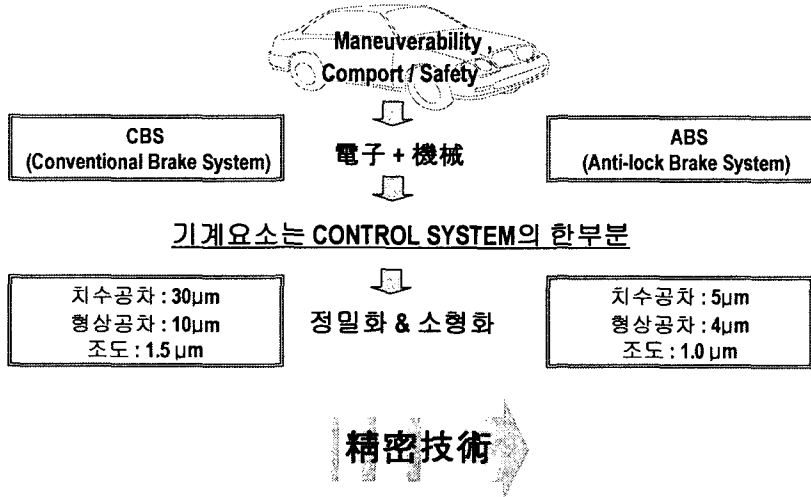 Maneuverability ,
Comport / Safety
CBS
(Conventional Brake System)
電子 + 機械
ABS
(Anti-lock Brake System)
기계요소는 CONTROL SYSTEM의 한부분
치수공차 : 30μm
형상공차 : 10μm
조도 : 1.5 μm
정밀화 & 소형화
치수공차 : 5μm
형상공차 : 4μm
조도 : 1.0 μm
精密技術